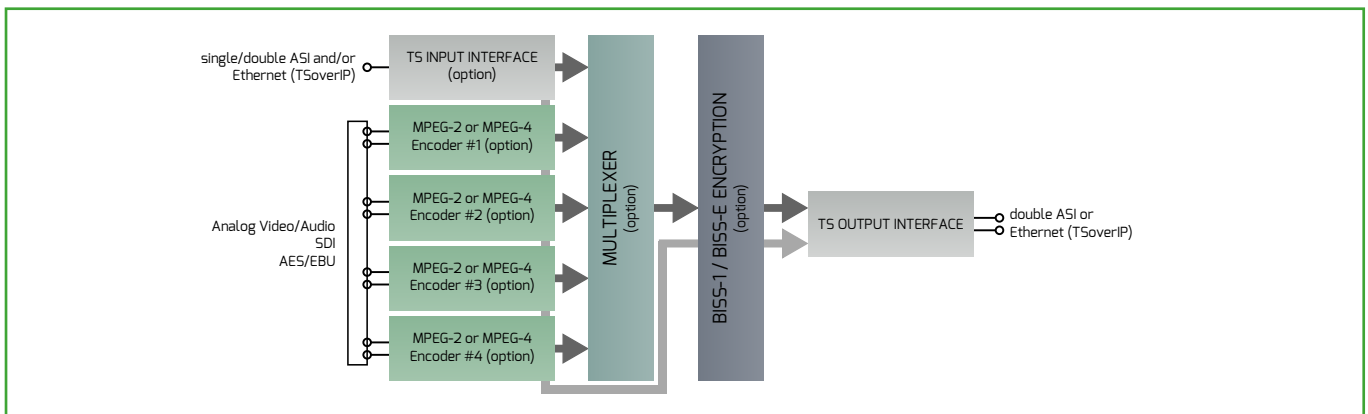 single/double ASI and/or
Ethernet (TSoverIP)
TS INPUT INTERFACE
(option)
MPEG-2 or MPEG-4
Encoder #1 (option)
MPEG-2 or MPEG-4
Encoder #2 (option)
MPEG-2 or MPEG-4
Encoder #3 (option)
MPEG-2 or MPEG-4
Encoder #4 (option)
Analog Video/Audio
SDI
AES/EBU
MULTIPLEXER
(option)
BISS-1 / BISS-E ENCRYPTION
(option)
TS OUTPUT INTERFACE
double ASI or
Ethernet (TSoverIP)